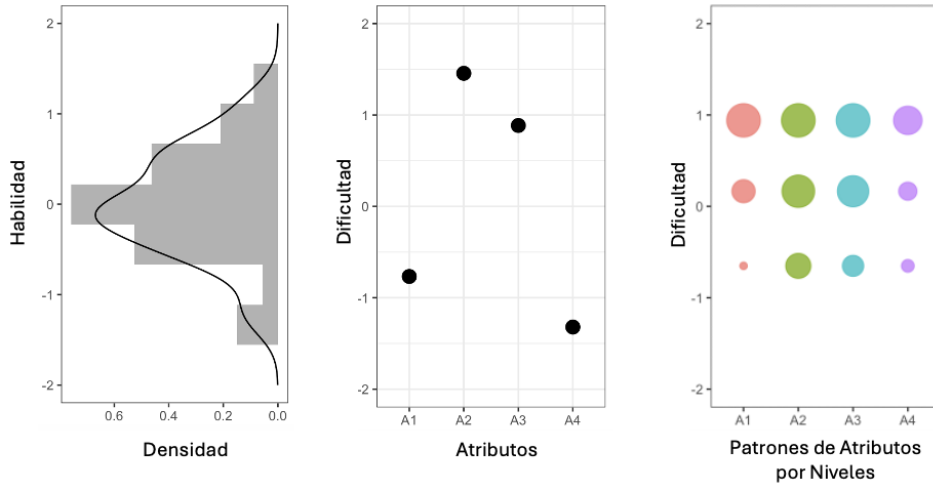 Habilidad
2
1
0
-1
-2
0.6 0.4 0.2 0.0
Densidad
Dificultad
2
1
0
-1
-2
A1 A2 A3 A4
Atributos
Dificultad
2
1
0
-1
-2
A1 A2 A3 A4
Patrones de Atributos
por Niveles